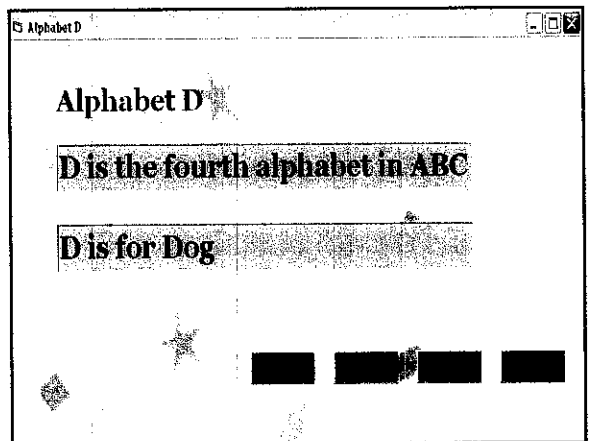 Alphabet D
Alphabet D
D is the fourth alphabet in ABC
D is for Dog